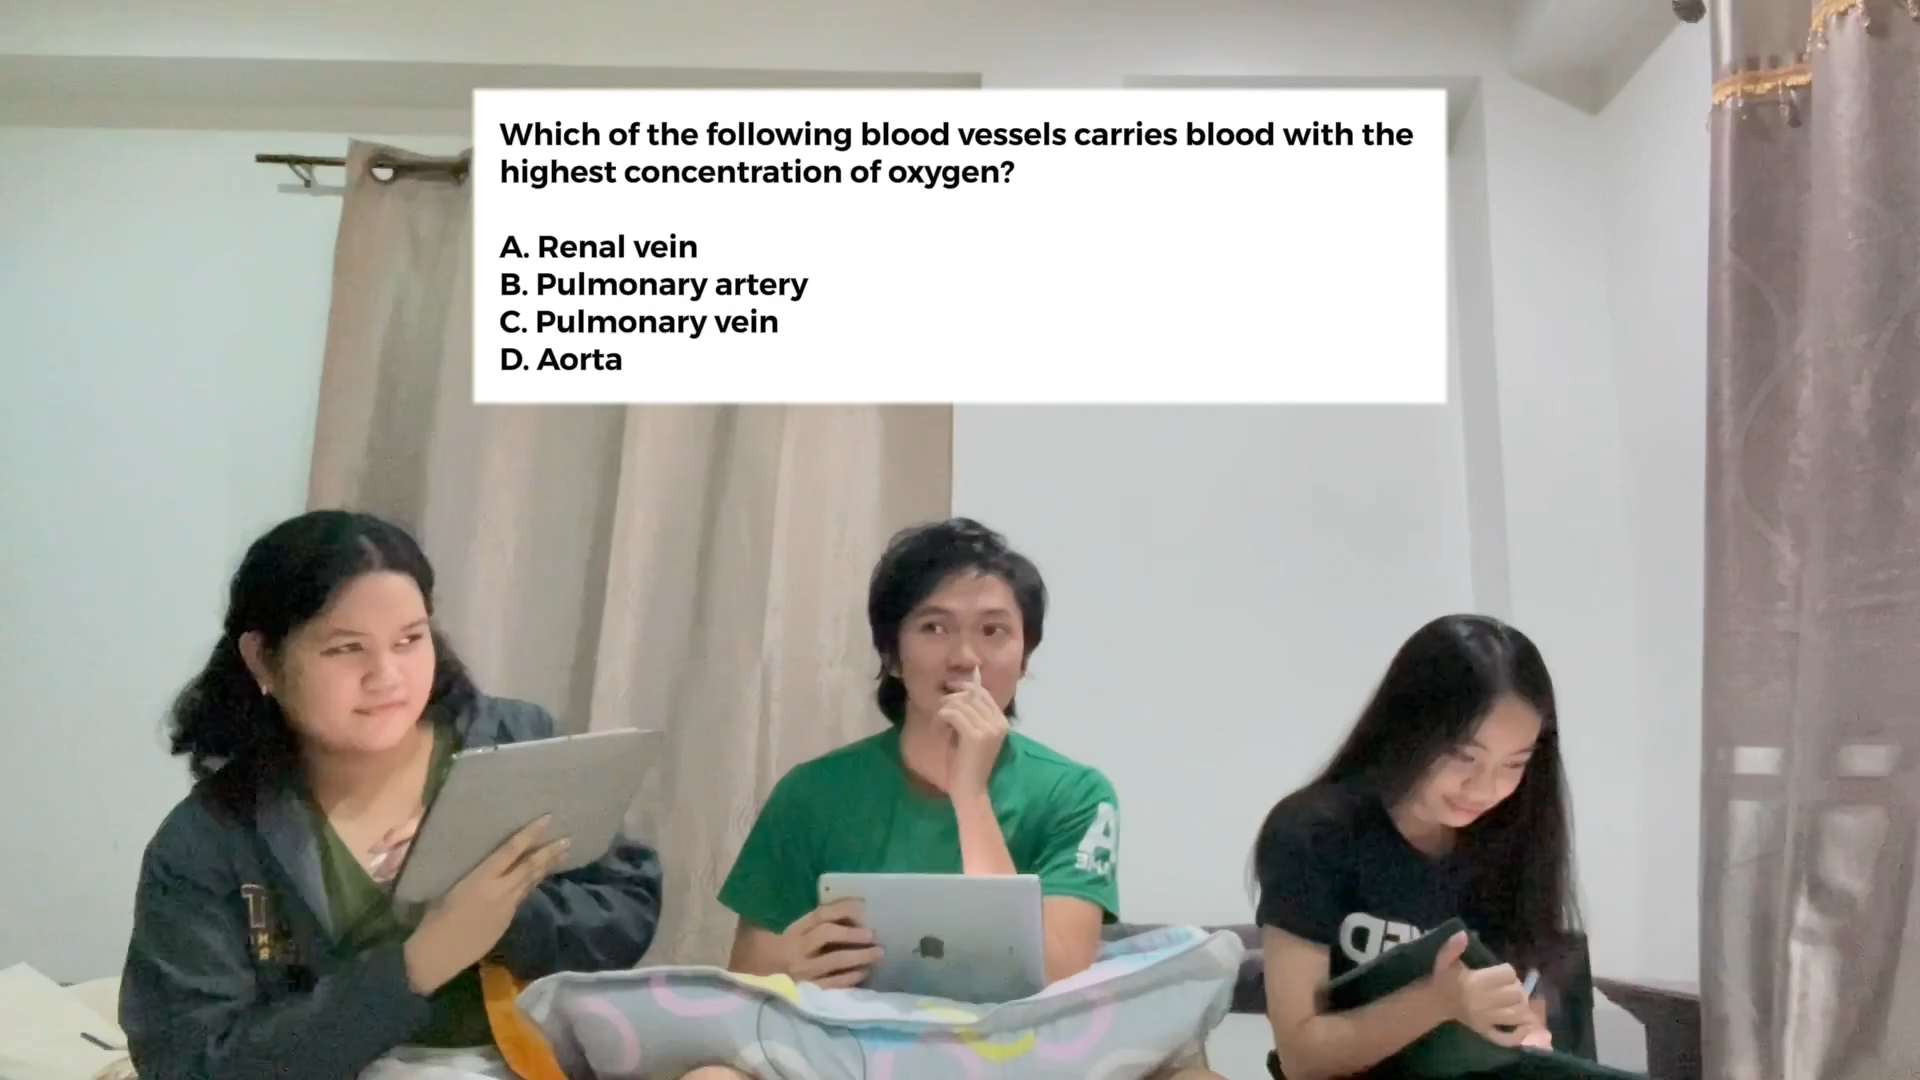 Which of the following blood vessels carries blood with the
highest concentration of oxygen?
A. Renal vein
B. Pulmonary artery
C. Pulmonary vein
D. Aorta